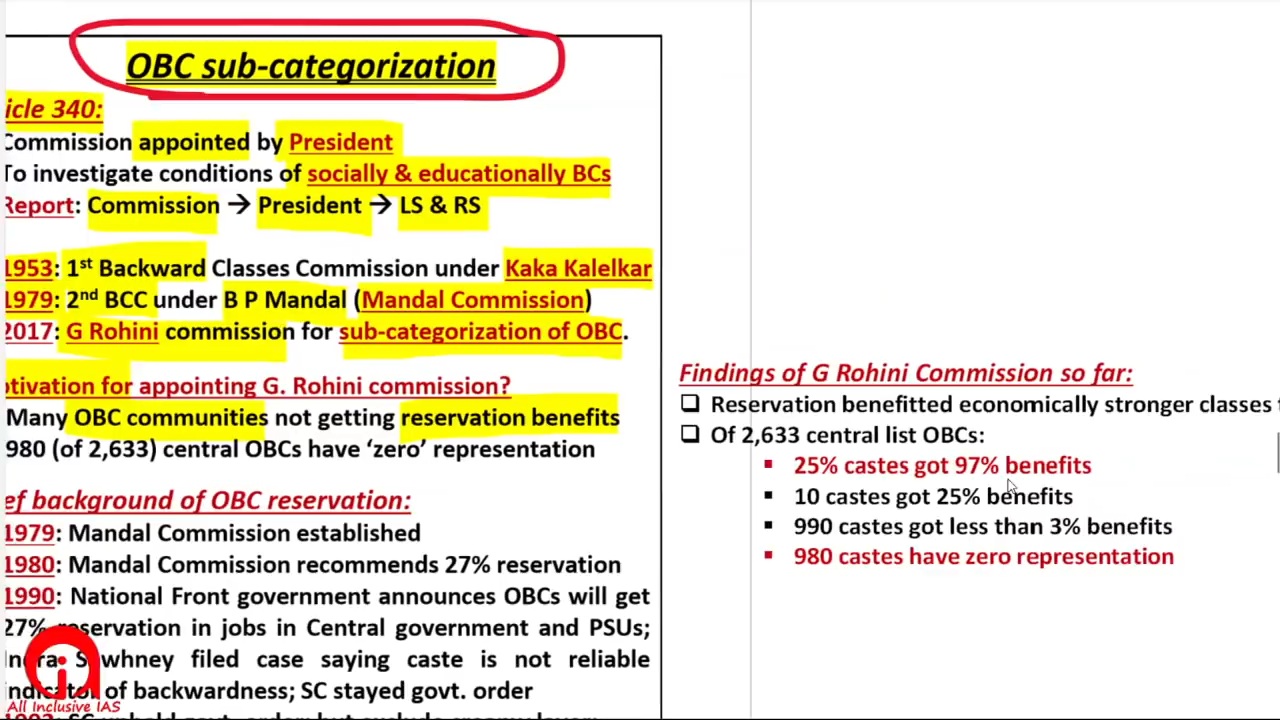 OBC sub-categorization
icle 340:
Commission appointed by President
To investigate conditions of socially & educationally BCs
Report: Commission → President → LS & RS
1953: 1st Backward Classes Commission under Kaka Kalelkar
1979: 2nd BCC under B P Mandal (Mandal Commission)
2017: G Rohini commission for sub-categorization of OBC.
otivation for appointing G. Rohini commission?
Many OBC communities not getting reservation benefits
980 (of 2,633) central OBCs have ‘zero’ representation
ef background of OBC reservation:
1979: Mandal Commission established
1980: Mandal Commission recommends 27% reservation
1990: National Front government announces OBCs will get
27% reservation in jobs in Central government and PSUs;
Indra Sawhney filed case saying caste is not reliable
indicator of backwardness; SC stayed govt. order
Findings of G Rohini Commission so far:
Reservation benefitted economically stronger classes
Of 2,633 central list OBCs:
25% castes got 97% benefits
10 castes got 25% benefits
990 castes got less than 3% benefits
980 castes have zero representation
All Inclusive IAS